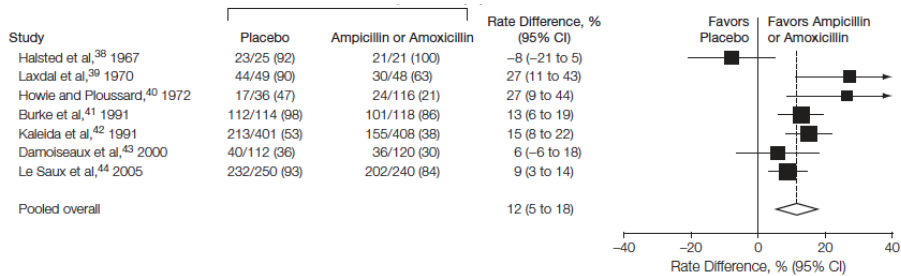 Study Placebo Ampicillin or Amoxicillin Rate Difference, % (95% CI) Favors Placebo Favors Ampicillin or Amoxicillin
Halsted et al,38 1967 23/25 (92) 21/21 (100) –8 (–21 to 5)
Laxdal et al,39 1970 44/49 (90) 30/48 (63) 27 (11 to 43)
Howie and Ploussard,40 1972 17/36 (47) 24/116 (21) 27 (9 to 44)
Burke et al,41 1991 112/114 (98) 101/118 (86) 13 (6 to 19)
Kaleida et al,42 1991 213/401 (53) 155/408 (38) 15 (8 to 22)
Damoiseaux et al,43 2000 40/112 (36) 36/120 (30) 6 (–6 to 18)
Le Saux et al,44 2005 232/250 (93) 202/240 (84) 9 (3 to 14)
Pooled overall 12 (5 to 18)
–40 –20 0 20 40
Rate Difference, % (95% CI)